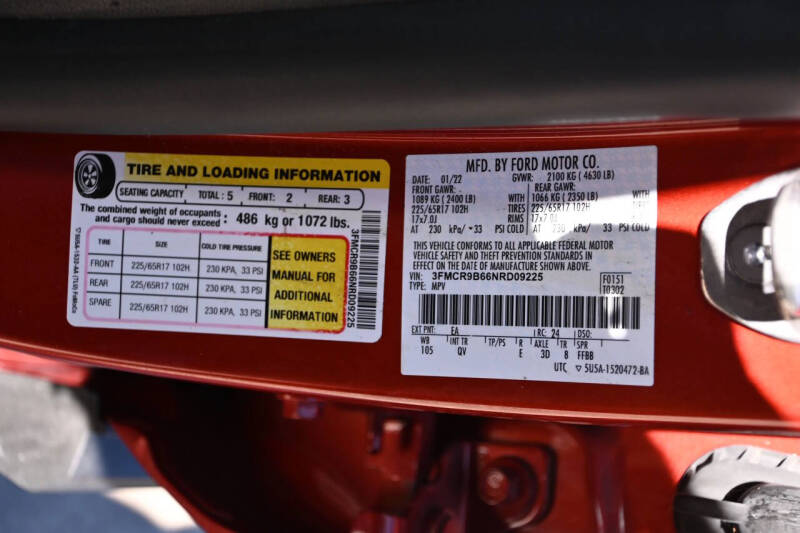 TIRE AND LOADING INFORMATION
SEATING CAPACITY TOTAL : 5 FRONT: 2 REAR: 3
The combined weight of occupants
and cargo should never exceed : 486 kg or 1072 lbs.
TIRE SIZE COLD TIRE PRESSURE
FRONT 225/65R17 102H 230 KPA, 33 PSI
REAR 225/65R17 102H 230 KPA, 33 PSI
SPARE 225/65R17 102H 230 KPA, 33 PSI
SEE OWNERS
MANUAL FOR
ADDITIONAL
INFORMATION
3FMCR9B66NRD09225
MFD. BY FORD MOTOR CO.
DATE: 01/22 GVWR: 2100 KG ( 4630 LB)
FRONT GAWR: REAR GAWR:
1089 KG ( 2400 LB) WITH 1066 KG ( 2350 LB) WITH
225/65R17 102H TIRES 225/65R17 102H TIRES
17x7.0J RIMS 17x7.0J RIMS
AT 230 kPa/ 33 PSI COLD AT 230 kPa/ 33 PSI COLD
THIS VEHICLE CONFORMS TO ALL APPLICABLE FEDERAL MOTOR
VEHICLE SAFETY AND THEFT PREVENTION STANDARDS IN
EFFECT ON THE DATE OF MANUFACTURE SHOWN ABOVE.
VIN: 3FMCR9B66NRD09225 F0151
TYPE: MPV T0302
EXT PNT: EA RC: 24 DSO:
WB INT TR TP/PS R AXLE TR SPR
105 QV E 3D 8 FFBB
UTC ▽ 5U5A-1520472-BA